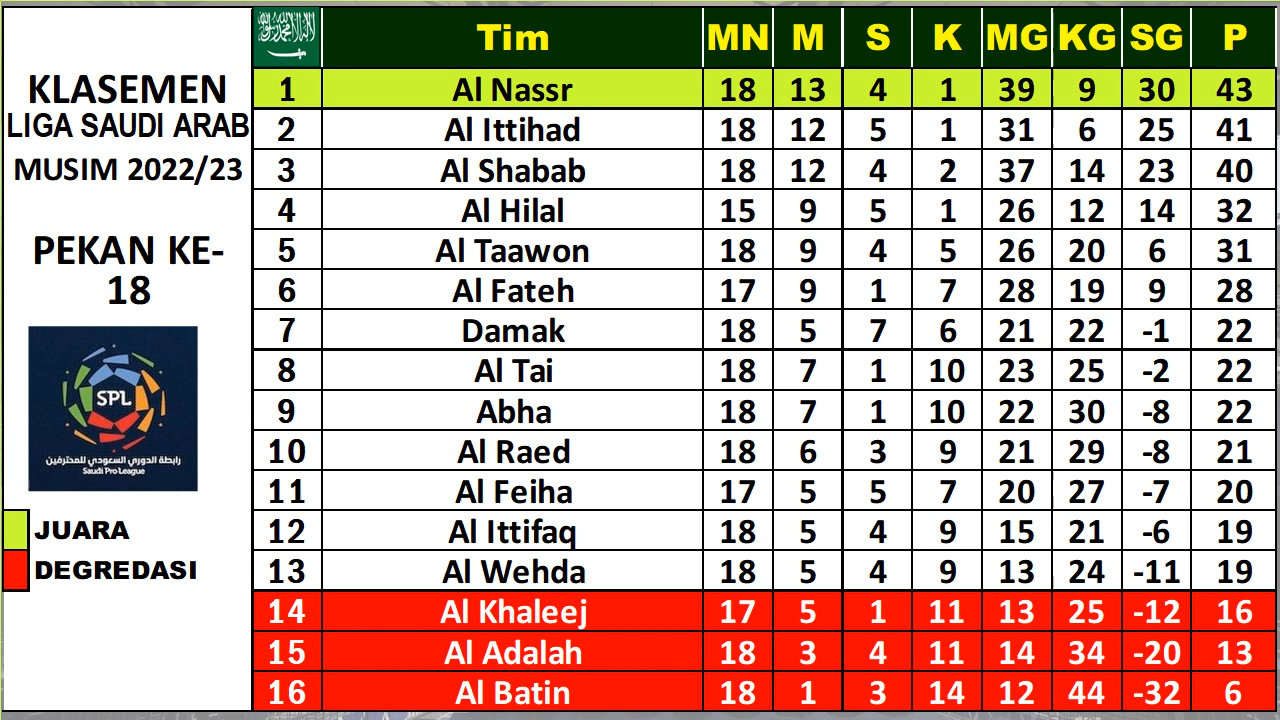 KLASEMEN
LIGA SAUDI ARAB
MUSIM 2022/23
PEKAN KE-
18
SPL
رابطة الدوري السعودي للمحترفين
Saudi Pro League
JUARA
DEGREDASI
Tim MN M S K MG KG SG P
1 Al Nassr 18 13 4 1 39 9 30 43
2 Al Ittihad 18 12 5 1 31 6 25 41
3 Al Shabab 18 12 4 2 37 14 23 40
4 Al Hilal 15 9 5 1 26 12 14 32
5 Al Taawon 18 9 4 5 26 20 6 31
6 Al Fateh 17 9 1 7 28 19 9 28
7 Damak 18 5 7 6 21 22 -1 22
8 Al Tai 18 7 1 10 23 25 -2 22
9 Abha 18 7 1 10 22 30 -8 22
10 Al Raed 18 6 3 9 21 29 -8 21
11 Al Feiha 17 5 5 7 20 27 -7 20
12 Al Ittifaq 18 5 4 9 15 21 -6 19
13 Al Wehda 18 5 4 9 13 24 -11 19
14 Al Khaleej 17 5 1 11 13 25 -12 16
15 Al Adalah 18 3 4 11 14 34 -20 13
16 Al Batin 18 1 3 14 12 44 -32 6